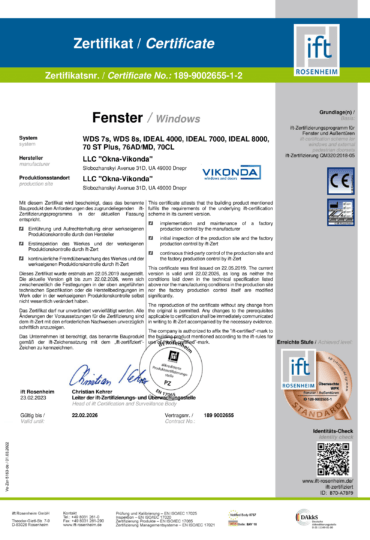 Zertifikat / Certificate
ift
ROSENHEIM
Zertifikatsnr. / Certificate No.: 189-9002655-1-2
Fenster / Windows
Grundlage(n) /
ift-Zertifizierungsprogramm für
Fenster und Außentüren
ift-Zertifizierung QM320:2019-05
System
system
WDS 7s, WDS 8s, IDEAL 4000, IDEAL 7000, IDEAL 8000,
70 ST Plus, 76AD/MD, 70CL
Hersteller
manufacturer
LLC "Okna-Vikonda"
Slobozhansky Avenue 31D, UA 49000 Dnepr
Produktionsstandort
production site
LLC "Okna-Vikonda"
Slobozhansky Avenue 31D, UA 49000 Dnepr
VIKONDA
windows and doors
Mit diesem Zertifikat wird bescheinigt, dass das benannte
Bauprodukt den Anforderungen des zugrundeliegenden ift-
Zertifizierungsprogramms in der aktuellen Fassung
entspricht.
Einführung und Aufrechterhaltung einer werkseigenen
Produktionskontrolle durch den Hersteller
Erstinspektion des Werkes und der werkseigenen
Produktionskontrolle durch ift-Zert
kontinuierliche Fremdüberwachung des Werkes und der
werkseigenen Produktionskontrolle durch ift-Zert
Dieses Zertifikat wurde erstmals am 22.05.2019 ausgestellt.
Die aktuelle Version gilt bis zum 22.02.2026, wenn sich
zwischenzeitlich die Festlegungen in der oben angeführten
technischen Spezifikation oder die Herstellbedingungen im
Werk oder in der werkseigenen Produktionskontrolle selbst
nicht wesentlich verändert haben.
Das Zertifikat darf nur unverändert vervielfältigt werden. Alle
Änderungen der Voraussetzungen für die Zertifizierung sind
dem ift-Zert mit den erforderlichen Nachweisen unverzüglich
schriftlich anzuzeigen.
Das Unternehmen ist berechtigt, das benannte Bauprodukt
gemäß der ift-Zeichensatzung mit dem „ift-zertifiziert"-
Zeichen zu kennzeichnen.
This certificate attests that the building product mentioned
fulfils the requirements of the underlying ift-certification
scheme in its current version.
implementation and maintenance of a factory
production control by the manufacturer
initial inspection of the production site and the factory
production control by ift-Zert
continuous third-party control of the production site and
the factory production control by ift-Zert
This certificate was first issued on 22.05.2019. The current
version is valid until 22.02.2026, as long as neither the
conditions laid down in the technical specification listed
above nor the manufacturing conditions in the production site
nor the factory production control itself are modified
significantly.
The reproduction of the certificate without any change from
the original is permitted. Any changes to the prerequisites
applicable to certification shall be immediately communicated
in writing to ift-Zert accompanied by the necessary evidence.
The company is authorized to affix the "ift-certified"-mark to
the building product mentioned according to the ift-rules for
use of the "ift-certified"-mark.
Erreichte Stufe /
ift
ROSENHEIM
STANDARD
PZ
ift Rosenheim
23.02.2023
Christian Kehrer
Leiter der ift-Zertifizierungs- und Überwachungsstelle
Head of ift Certification and Surveillance Body
Gültig bis /
Valid until:
22.02.2026
Vertragsnr. /
Contract No.:
189 9002655
Identitäts-Check
Identity check
www.ift-rosenheim.de/
ift-zertifiziert
ID: B70-A7BF9
ift Rosenheim GmbH
Theodor-Gietl-Str. 7-9
D-83026 Rosenheim
Kontakt
Tel.: +49 8031 261-0
Fax: +49 8031 261-290
www.ift-rosenheim.de
Prüfung und Kalibrierung – EN ISO/IEC 17025
Inspektion – EN ISO/IEC 17020
Zertifizierung Produkte – EN ISO/IEC 17065
Zertifizierung Managementsysteme – EN ISO/IEC 17021
DAkkS